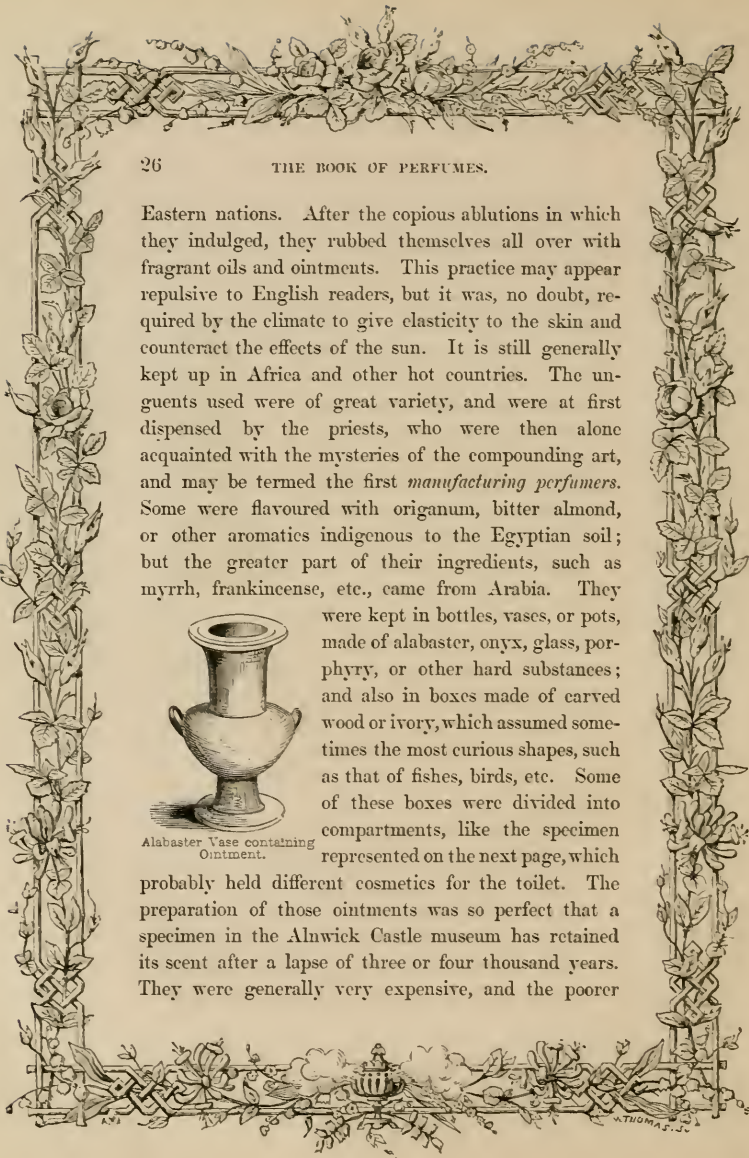 26 THE BOOK OF PERFUMES.
Eastern nations. After the copious ablutions in which
they indulged, they rubbed themselves all over with
fragrant oils and ointments. This practice may appear
repulsive to English readers, but it was, no doubt, re-
quired by the climate to give elasticity to the skin and
counteract the effects of the sun. It is still generally
kept up in Africa and other hot countries. The un-
guents used were of great variety, and were at first
dispensed by the priests, who were then alone
acquainted with the mysteries of the compounding art,
and may be termed the first manufacturing perfumers.
Some were flavoured with origanum, bitter almond,
or other aromatics indigenous to the Egyptian soil;
but the greater part of their ingredients, such as
myrrh, frankincense, etc., came from Arabia. They
were kept in bottles, vases, or pots,
made of alabaster, onyx, glass, por-
phyry, or other hard substances;
and also in boxes made of carved
wood or ivory, which assumed some-
times the most curious shapes, such
as that of fishes, birds, etc. Some
of these boxes were divided into
compartments, like the specimen
represented on the next page, which
Alabaster Vase containing
Ointment.
probably held different cosmetics for the toilet. The
preparation of those ointments was so perfect that a
specimen in the Alnwick Castle museum has retained
its scent after a lapse of three or four thousand years.
They were generally very expensive, and the poorer